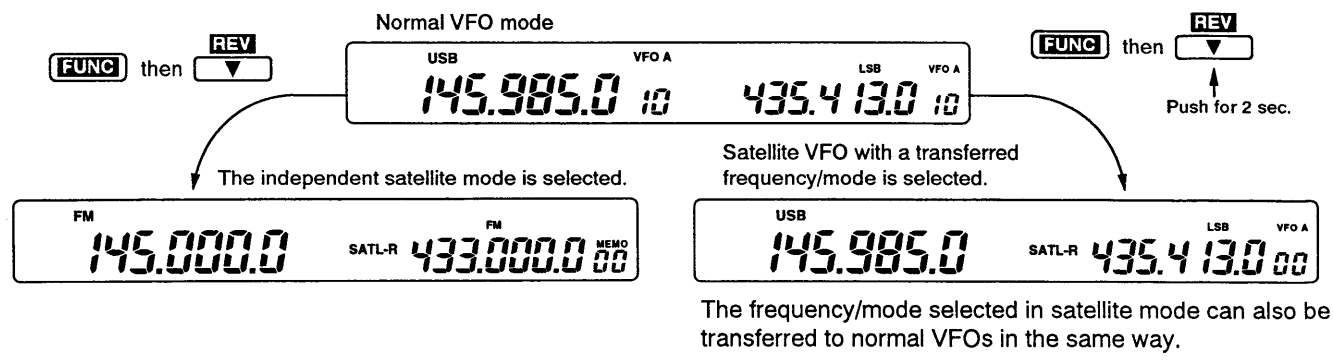 Normal VFO mode
FUNC then REV ▼
USB VFO A LSB VFO A
145.985.0 10 435.413.0 10
FUNC then REV ▼
Push for 2 sec.
The independent satellite mode is selected.
FM FM
145.000.0 SATL-R 433.000.0 MEMO 00
Satellite VFO with a transferred
frequency/mode is selected.
USB LSB VFO A
145.985.0 SATL-R 435.413.0 00
The frequency/mode selected in satellite mode can also be
transferred to normal VFOs in the same way.